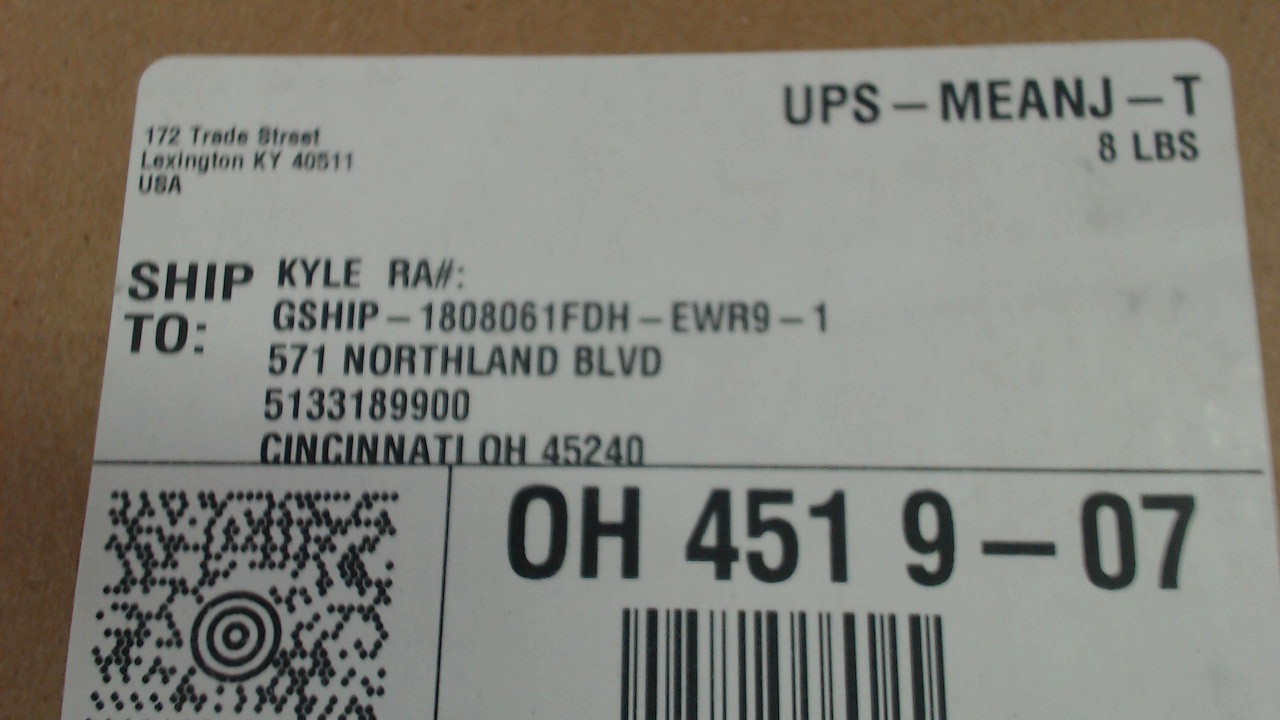 UPS - MEANJ - T
8 LBS
172 Trade Street
Lexington KY 40511
USA
SHIP TO:
KYLE RA#:
GSHIP - 1808061FDH - EWR9 - 1
571 NORTHLAND BLVD
5133189900
CINCINNATI OH 45240
OH 451 9 - 07